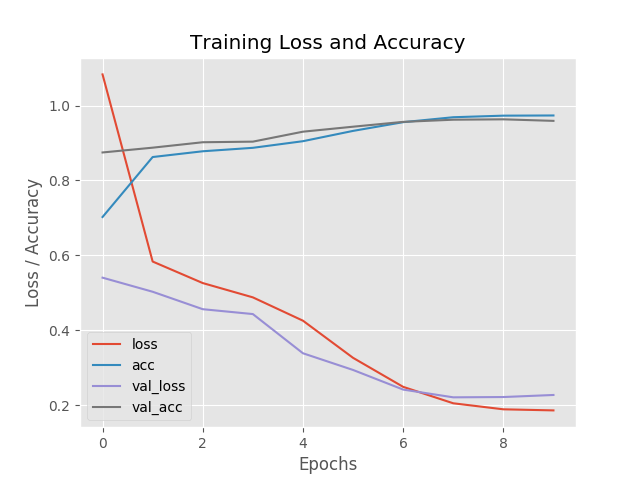 Training Loss and Accuracy
Loss / Accuracy
1.0
0.8
0.6
0.4
0.2
loss
acc
val_loss
val_acc
0 2 4 6 8
Epochs